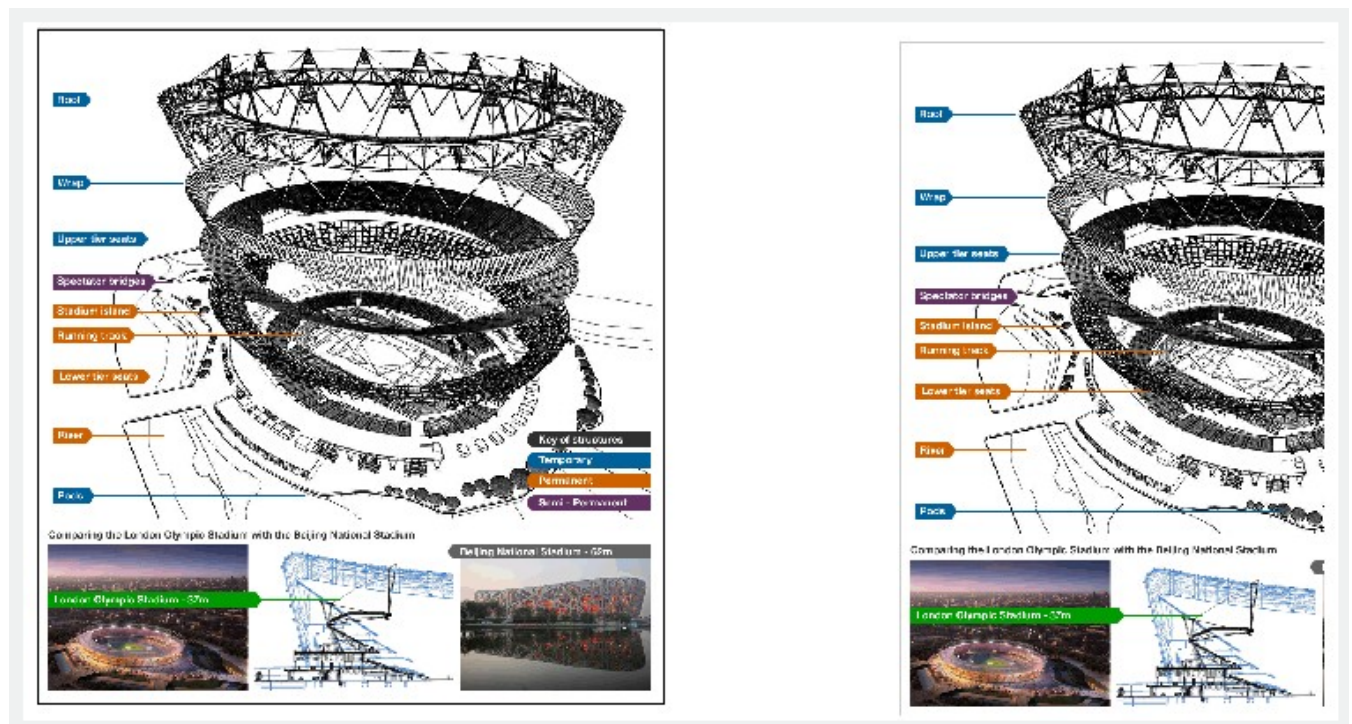 Roof
Wrap
Upper tier seats
Spectator bridges
Stadium island
Running track
Lower tier seats
River
Pods
Key of structures
Temporary
Permanent
Semi - Permanent
Comparing the London Olympic Stadium with the Beijing National Stadium
London Olympic Stadium - 37m
Beijing National Stadium - 69m
Roof
Wrap
Upper tier seats
Spectator bridges
Stadium island
Running track
Lower tier seats
River
Pods
Comparing the London Olympic Stadium with the Beijing National Stadium
London Olympic Stadium - 37m